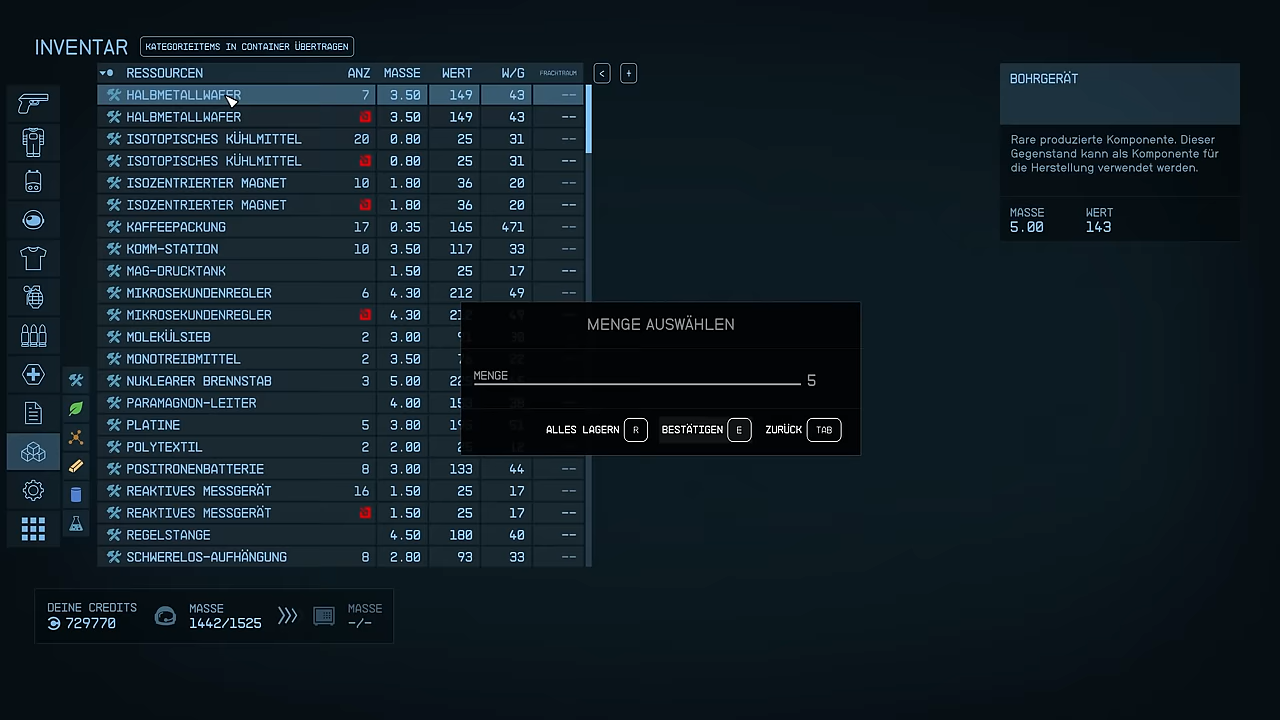 INVENTAR
KATEGORIEITEMS IN CONTAINER ÜBERTRAGEN
RESSOURCEN ANZ MASSE WERT W/G FRACHTRAUM < +
HALBMETALLWAFER 7 3.50 149 43 --
HALBMETALLWAFER 3.50 149 43 --
ISOTOPISCHES KÜHLMITTEL 20 0.80 25 31 --
ISOTOPISCHES KÜHLMITTEL 0.80 25 31 --
ISOZENTRIERTER MAGNET 10 1.80 36 20 --
ISOZENTRIERTER MAGNET 1.80 36 20 --
KAFFEEPACKUNG 17 0.35 165 471 --
KOMM-STATION 10 3.50 117 33 --
MAG-DRUCKTANK 1.50 25 17 --
MIKROSEKUNDENREGLER 6 4.30 212 49 --
MIKROSEKUNDENREGLER 4.30
MOLEKÜLSIEB 2 3.00
MONOTREIBMITTEL 2 3.50
NUKLEARER BRENNSTAB 3 5.00
PARAMAGNON-LEITER 4.00
PLATINE 5 3.80
POLYTEXTIL 2 2.00
POSITRONENBATTERIE 8 3.00 133 44 --
REAKTIVES MESSGERÄT 16 1.50 25 17 --
REAKTIVES MESSGERÄT 1.50 25 17 --
REGELSTANGE 4.50 180 40 --
SCHWERELOS-AUFHÄNGUNG 8 2.80 93 33 --
MENGE AUSWÄHLEN
MENGE 5
ALLES LAGERN R BESTÄTIGEN E ZURÜCK TAB
BOHRGERÄT
Rare produzierte Komponente. Dieser
Gegenstand kann als Komponente für
die Herstellung verwendet werden.
MASSE WERT
5.00 143
DEINE CREDITS MASSE MASSE
729770 1442/1525 -/-